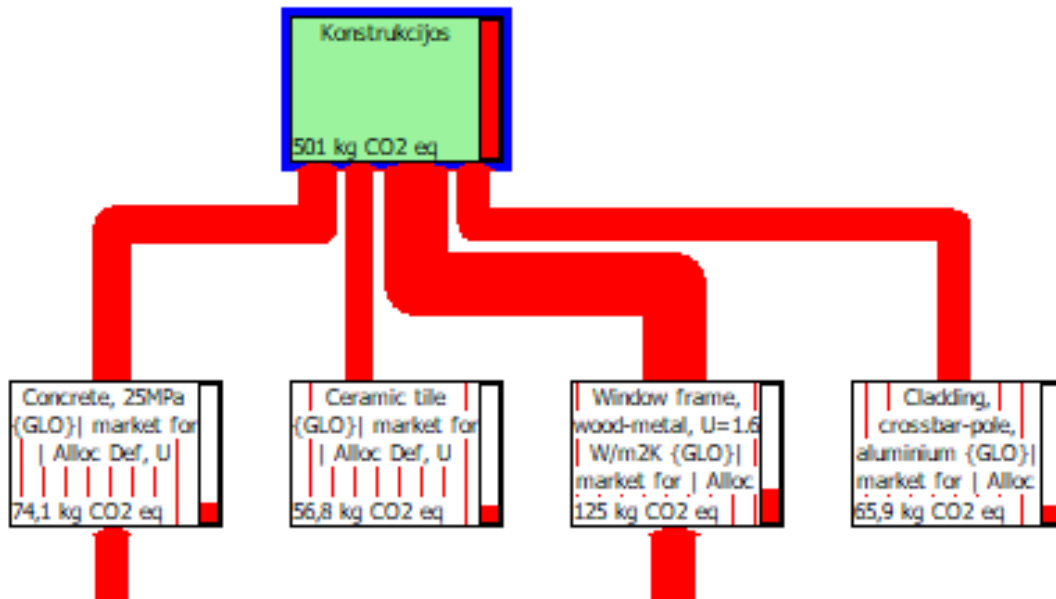 Konstrukcijos
501 kg CO2 eq
Concrete, 25MPa
{GLO}| market for
| Alloc Def, U
74,1 kg CO2 eq
Ceramic tile
{GLO}| market for
| Alloc Def, U
56,8 kg CO2 eq
Window frame,
wood-metal, U=1.6
W/m2K {GLO}|
market for | Alloc
125 kg CO2 eq
Cladding,
crossbar-pole,
aluminium {GLO}|
market for | Alloc
65,9 kg CO2 eq